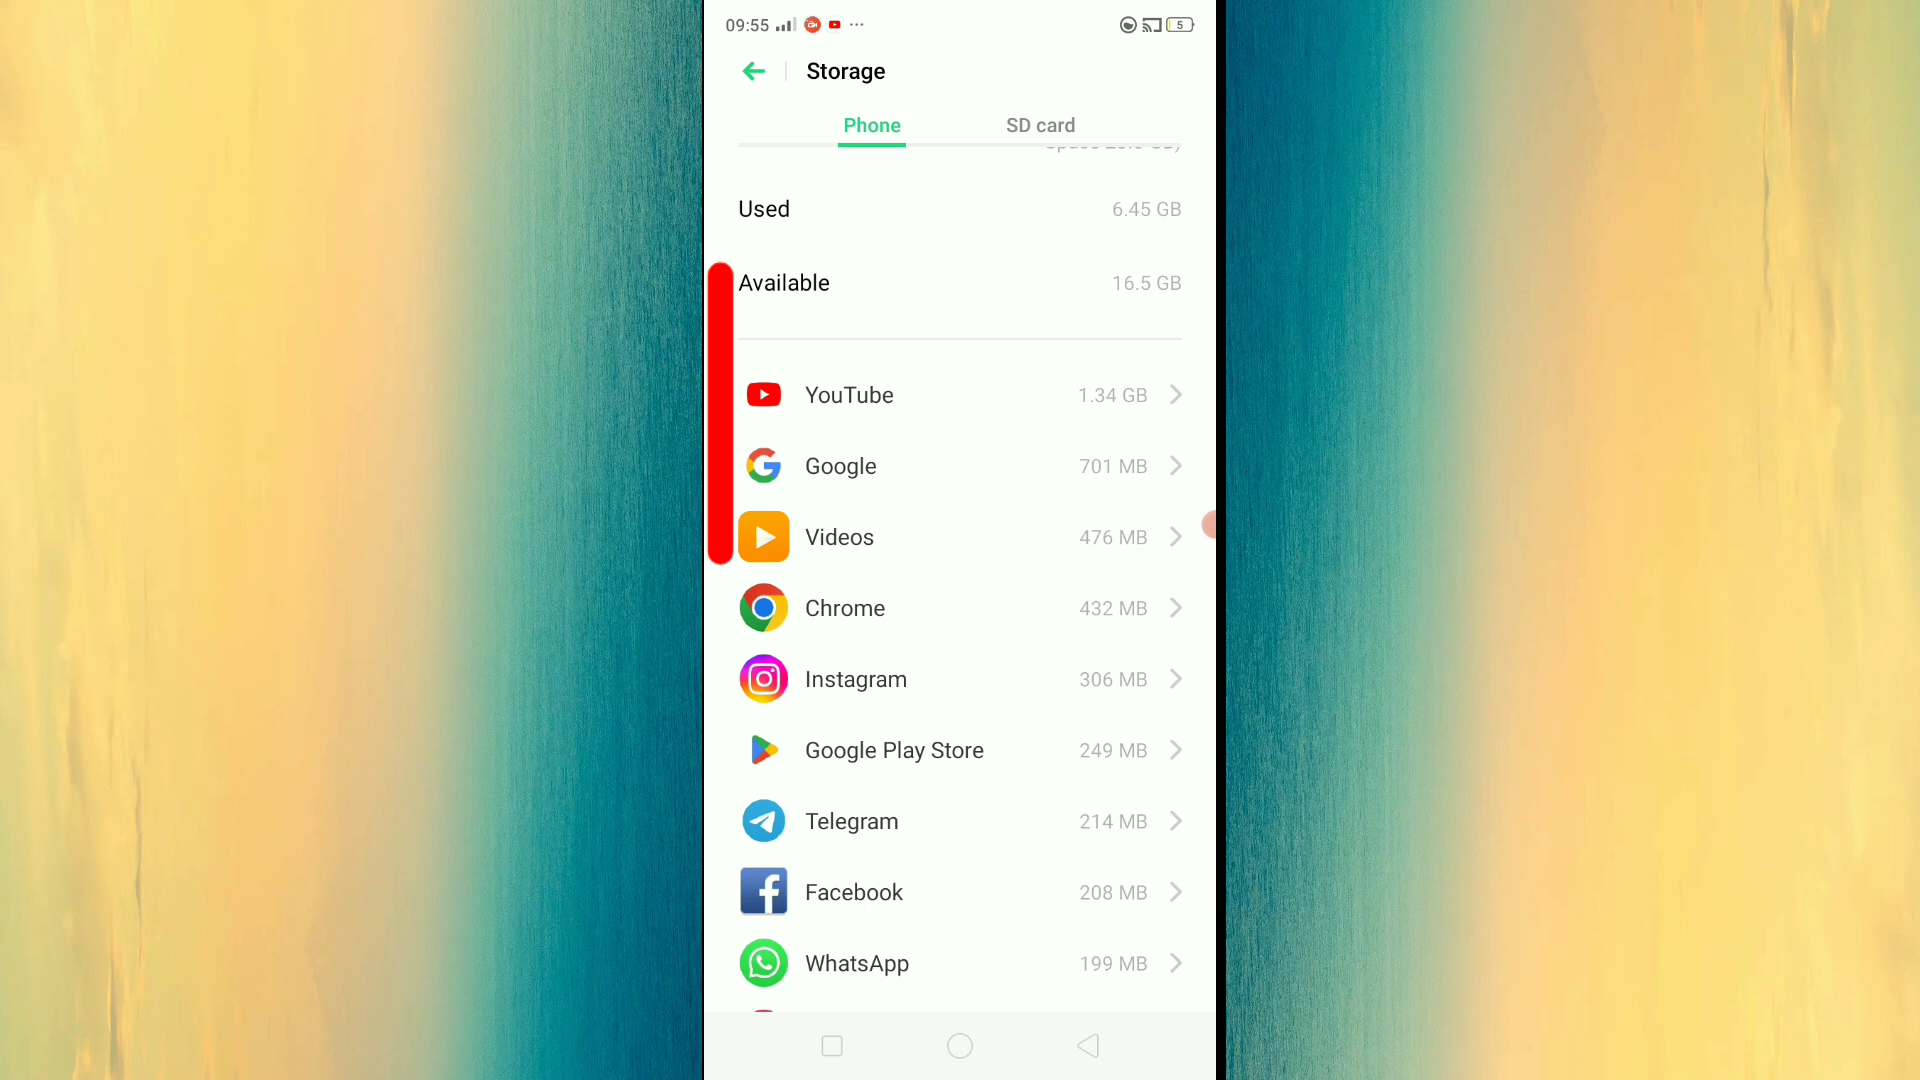 09:55 5
Storage
Phone SD card
Used 6.45 GB
Available 16.5 GB
YouTube 1.34 GB
Google 701 MB
Videos 476 MB
Chrome 432 MB
Instagram 306 MB
Google Play Store 249 MB
Telegram 214 MB
Facebook 208 MB
WhatsApp 199 MB